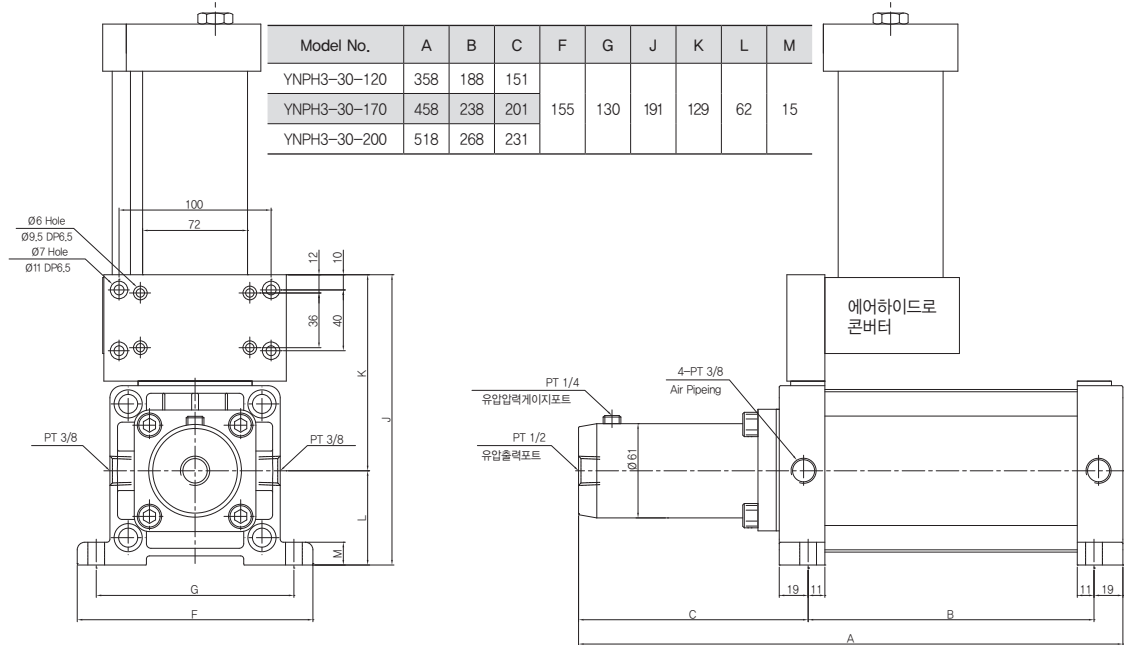 Model No. A B C F G J K L M
YNPH3-30-120 358 188 151
YNPH3-30-170 458 238 201 155 130 191 129 62 15
YNPH3-30-200 518 268 231
100
72
Ø6 Hole
Ø9.5 DP6.5
Ø7 Hole
Ø11 DP6.5
12
10
36
40
K
J
PT 3/8
PT 3/8
L
M
G
F
에어하이드로
콘버터
PT 1/4
유압압력게이지포트
4-PT 3/8
Air Pipeing
PT 1/2
유압출력포트
Ø61
19
11
11
19
C
B
A